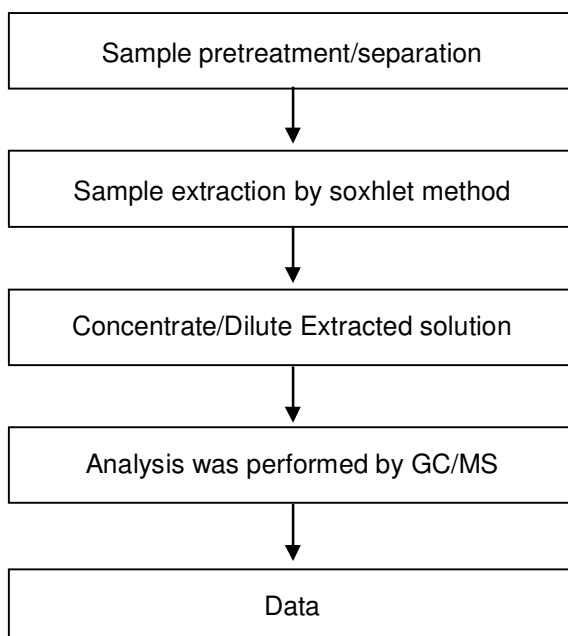 Sample pretreatment/separation
Sample extraction by soxhlet method
Concentrate/Dilute Extracted solution
Analysis was performed by GC/MS
Data